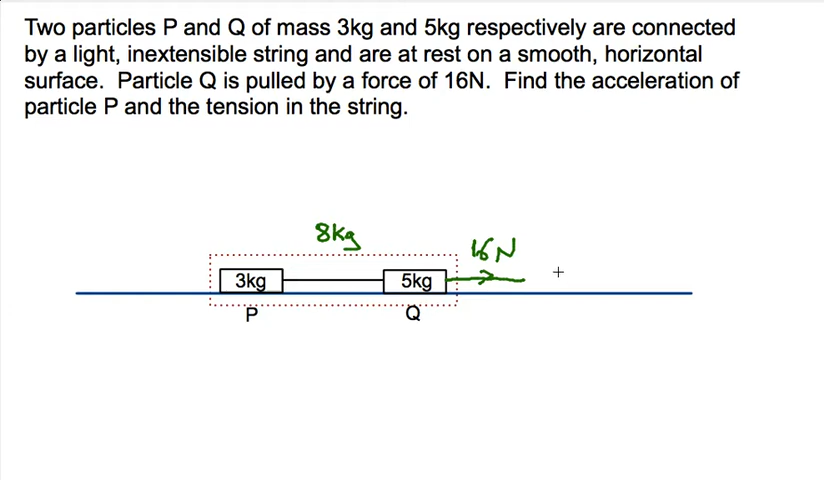 Two particles P and Q of mass 3kg and 5kg respectively are connected
by a light, inextensible string and are at rest on a smooth, horizontal
surface.  Particle Q is pulled by a force of 16N.  Find the acceleration of
particle P and the tension in the string.
8kg
16N
3kg
5kg
P
Q